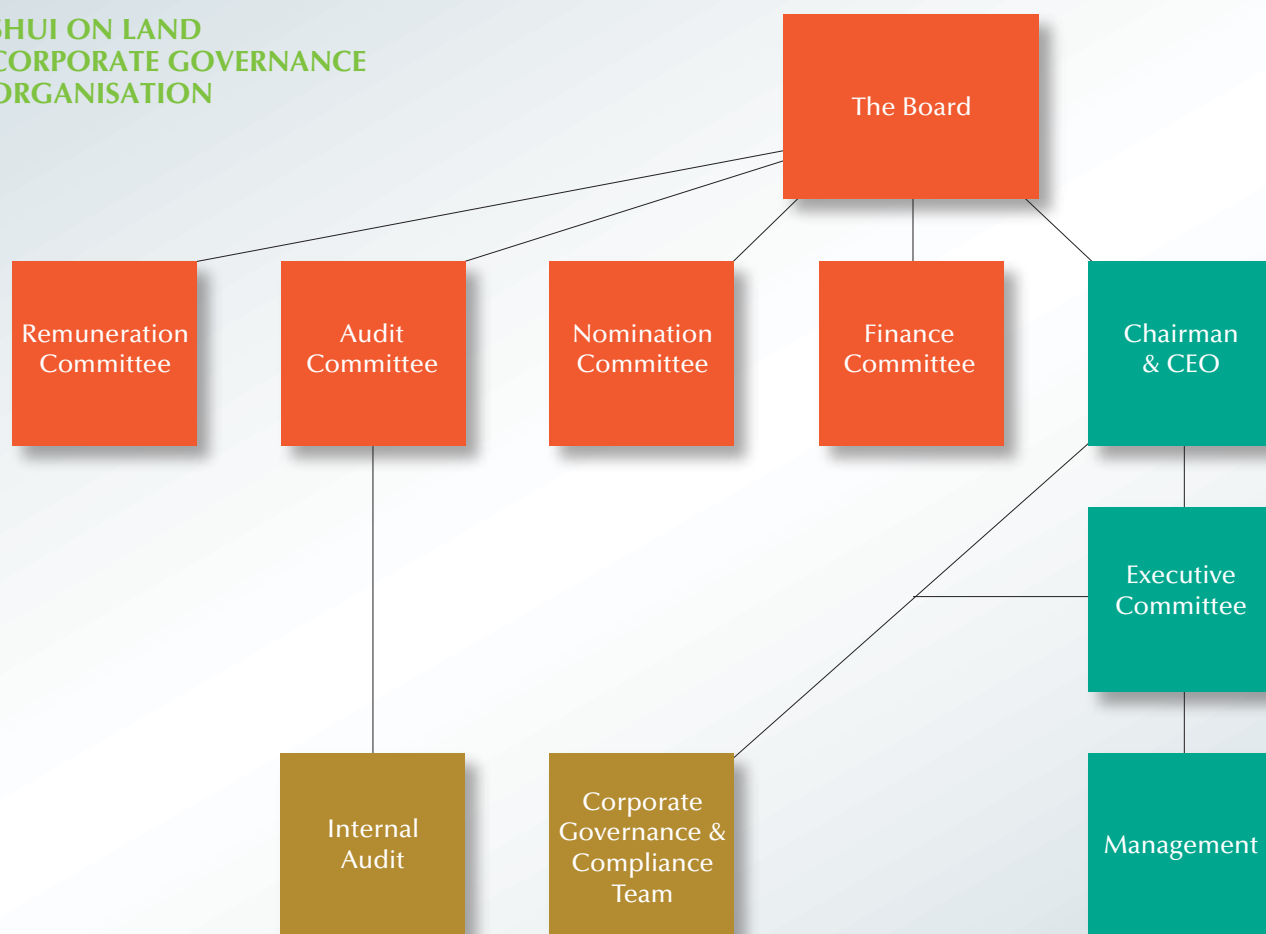 SHUI ON LAND
CORPORATE GOVERNANCE
ORGANISATION
The Board
Remuneration
Committee
Audit
Committee
Nomination
Committee
Finance
Committee
Chairman
& CEO
Executive
Committee
Internal
Audit
Corporate
Governance &
Compliance
Team
Management